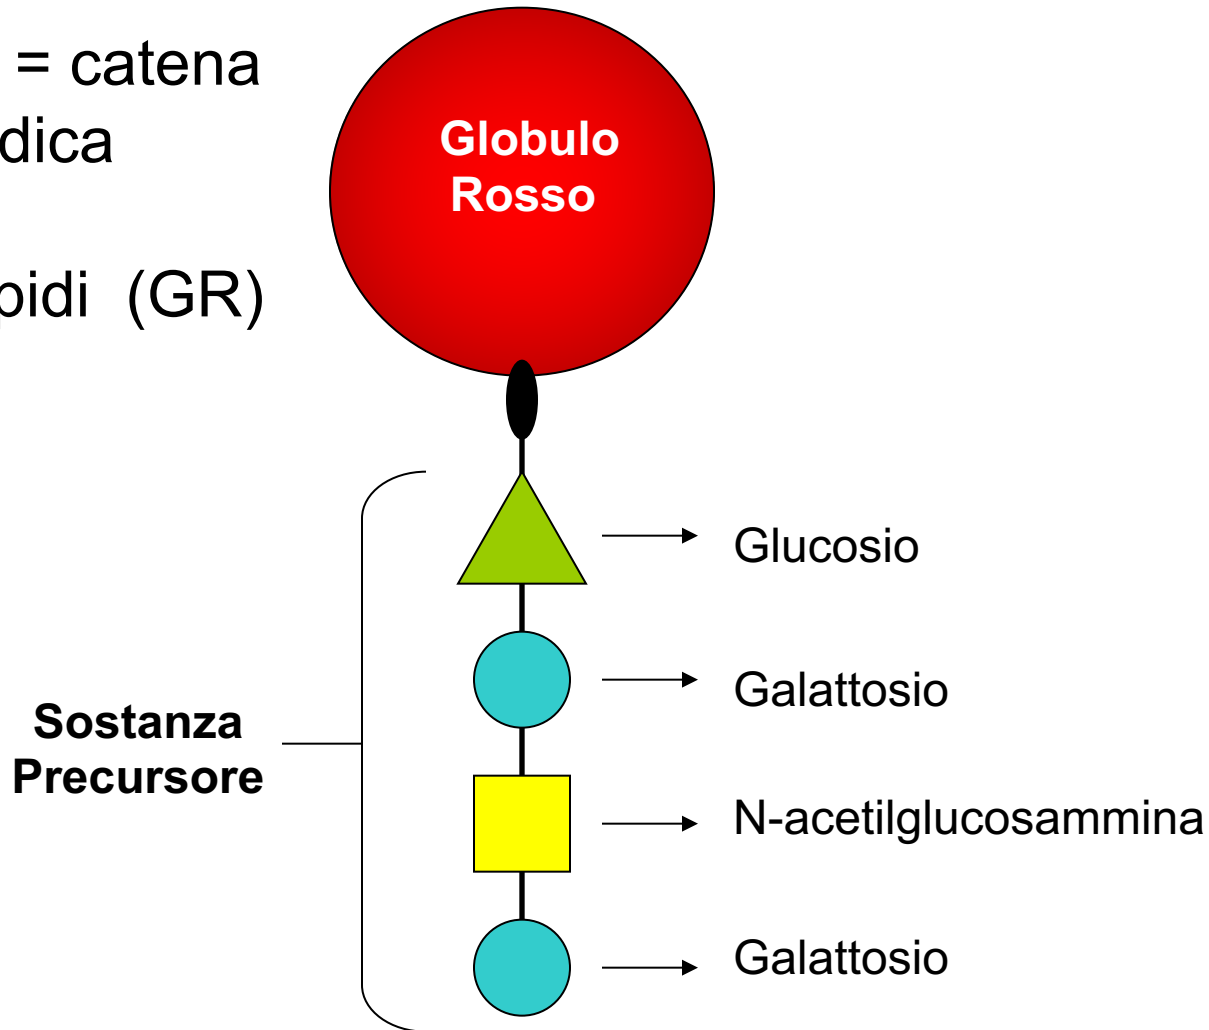 = catena
dica
pidi (GR)
Globulo
Rosso
Glucosio
Galattosio
Sostanza
Precursore
N-acetilglucosammina
Galattosio